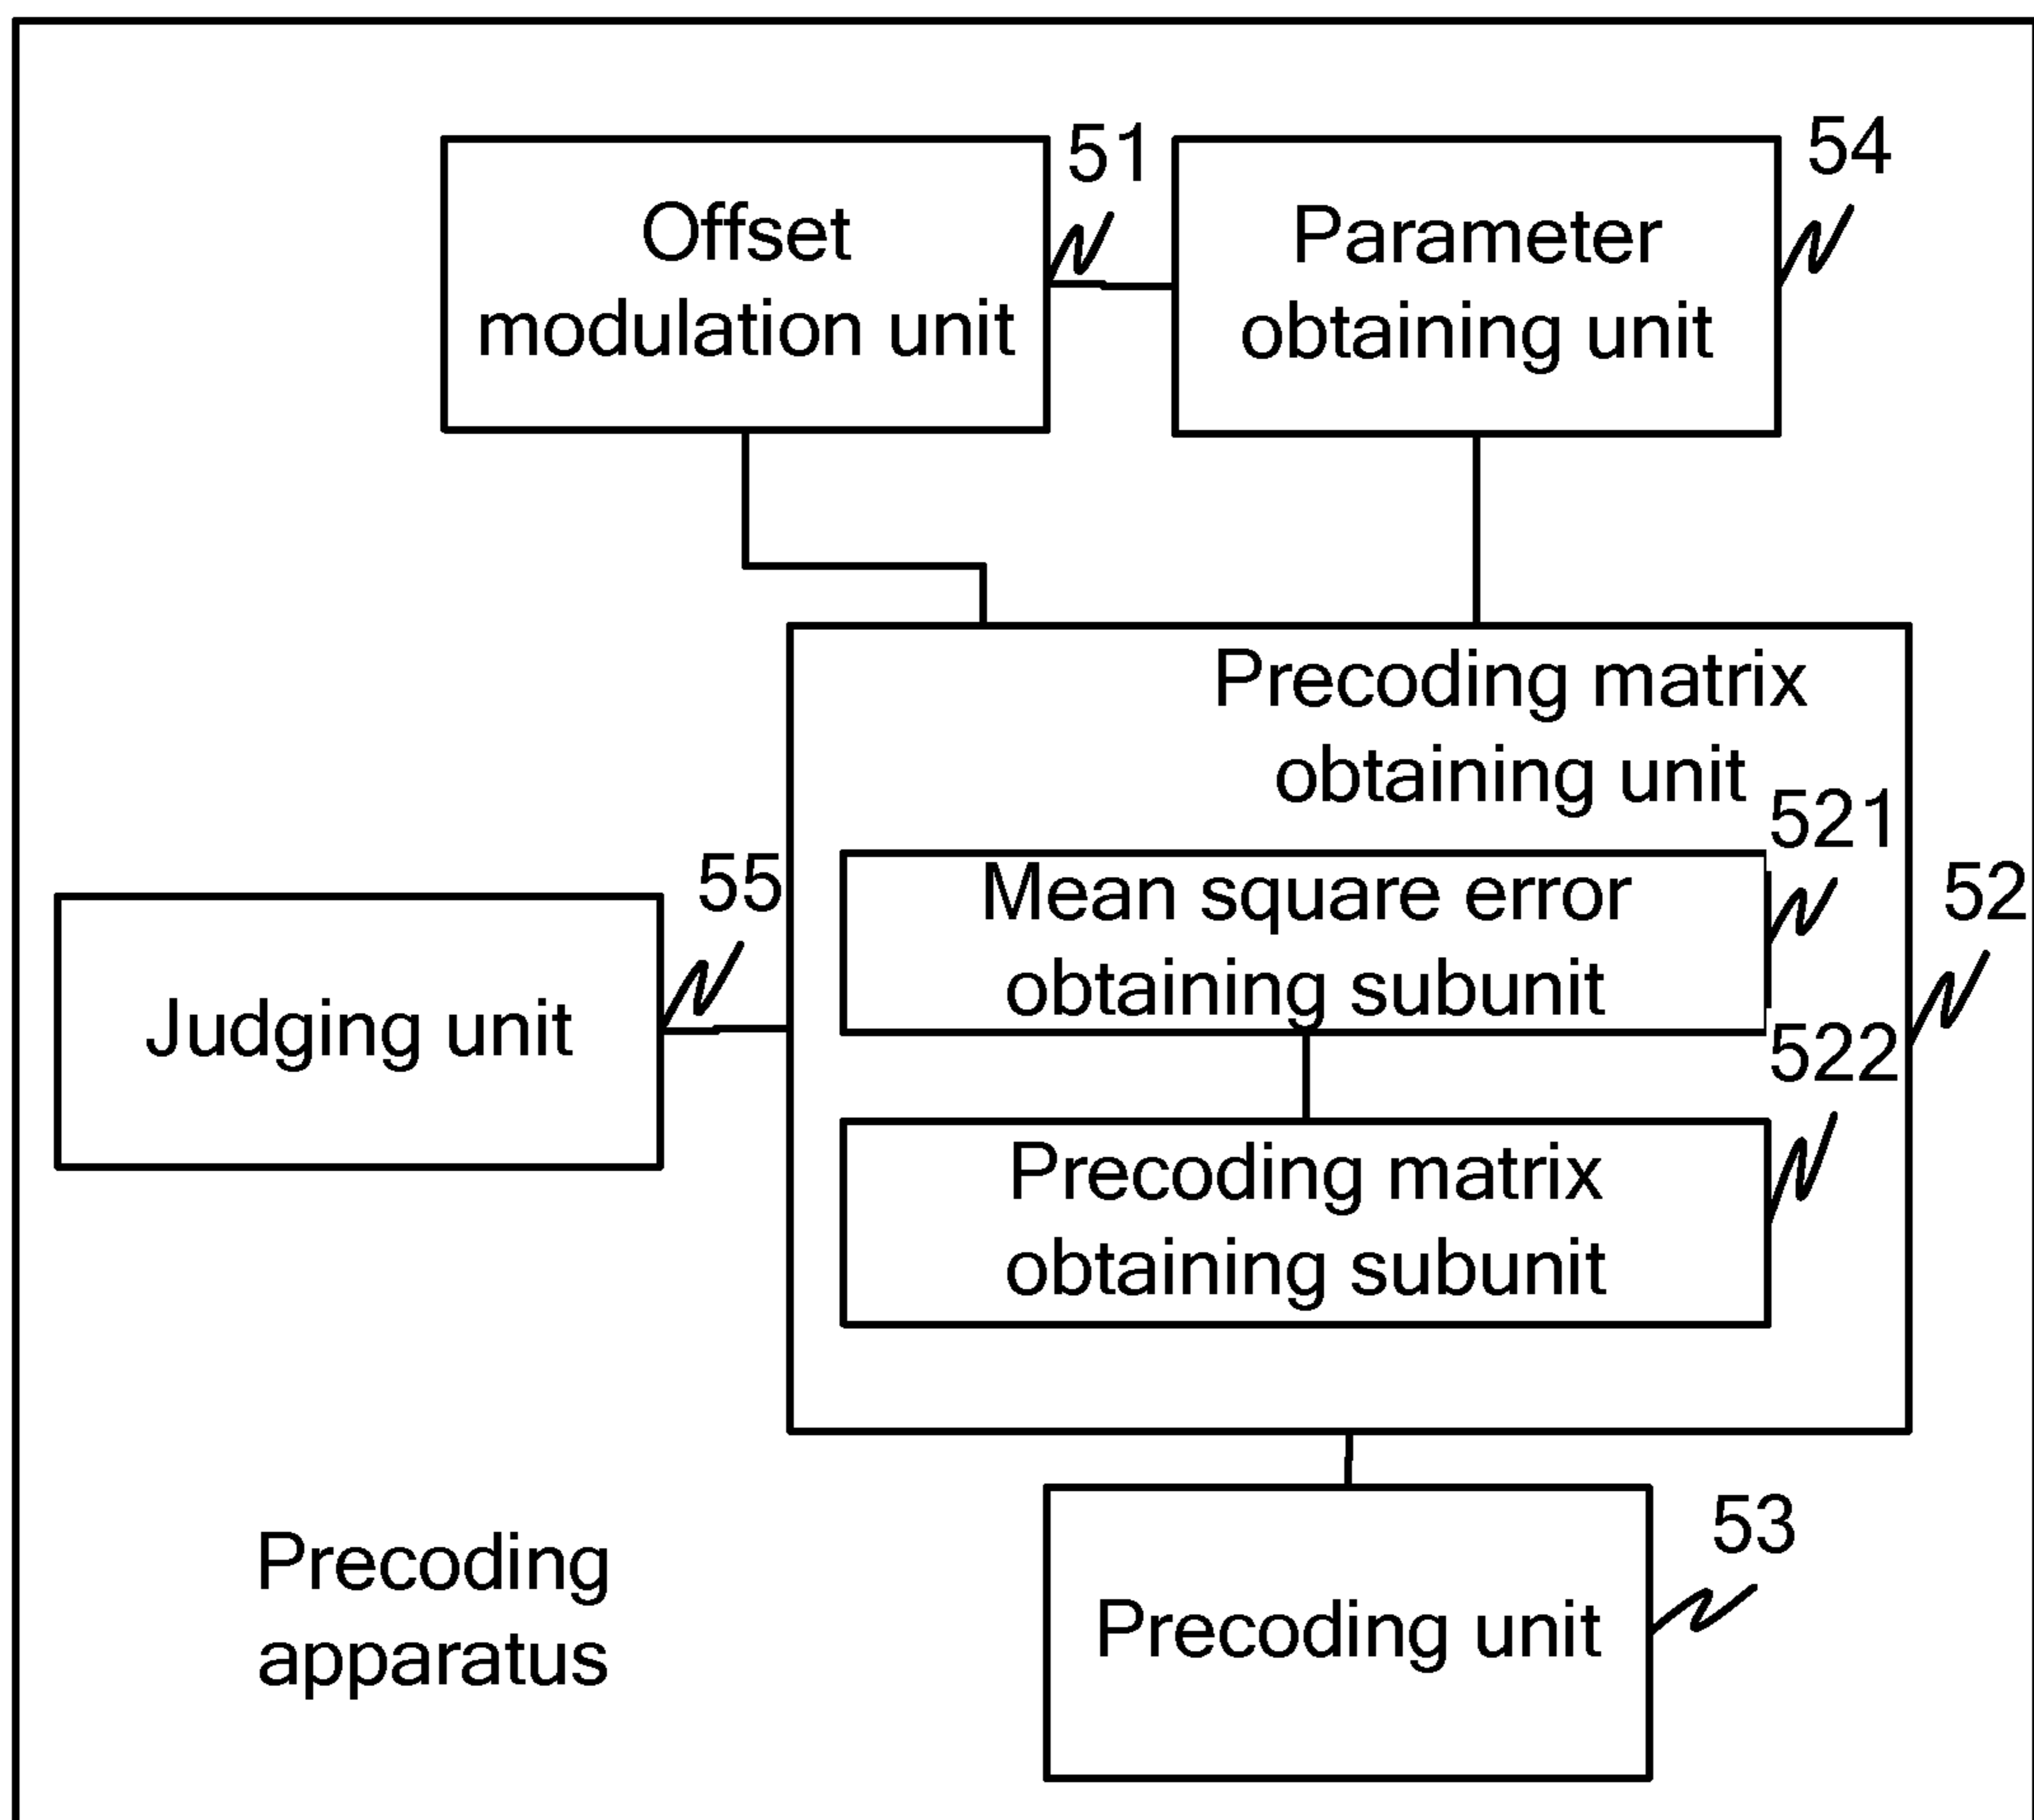 51
54
Offset
modulation unit
Parameter
obtaining unit
Precoding matrix
obtaining unit
521
55
52
Mean square error
obtaining subunit
Judging unit
522
Precoding matrix
obtaining subunit
53
Precoding
apparatus
Precoding unit